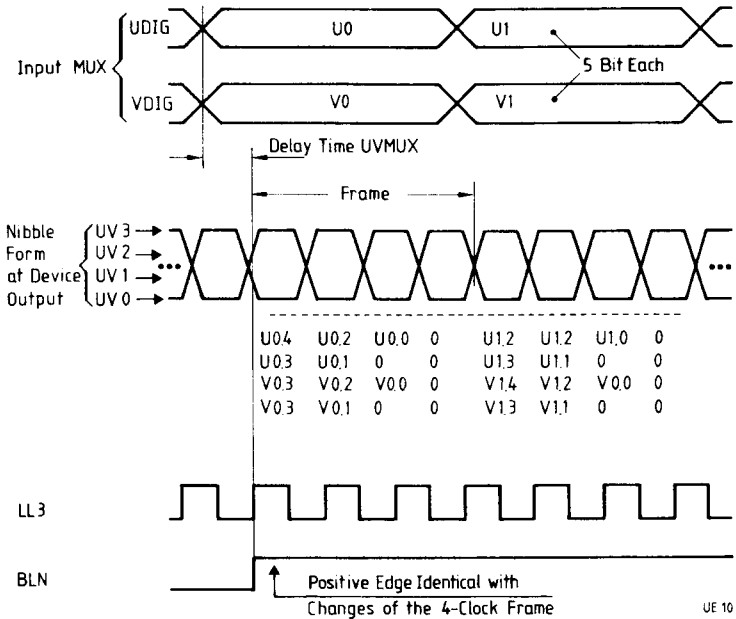 UDIG U0 U1
Input MUX
5 Bit Each
VDIG V0 V1
Delay Time UVMUX
Frame
Nibble UV 3
Form UV 2
at Device UV 1
Output UV 0
U0.4 U0.2 U0.0 0 U1.2 U1.2 U1.0 0
U0.3 U0.1 0 0 U1.3 U1.1 0 0
V0.3 V0.2 V0.0 0 V1.4 V1.2 V0.0 0
V0.3 V0.1 0 0 V1.3 V1.1 0 0
LL3
BLN
Positive Edge Identical with
Changes of the 4-Clock Frame
UE 10